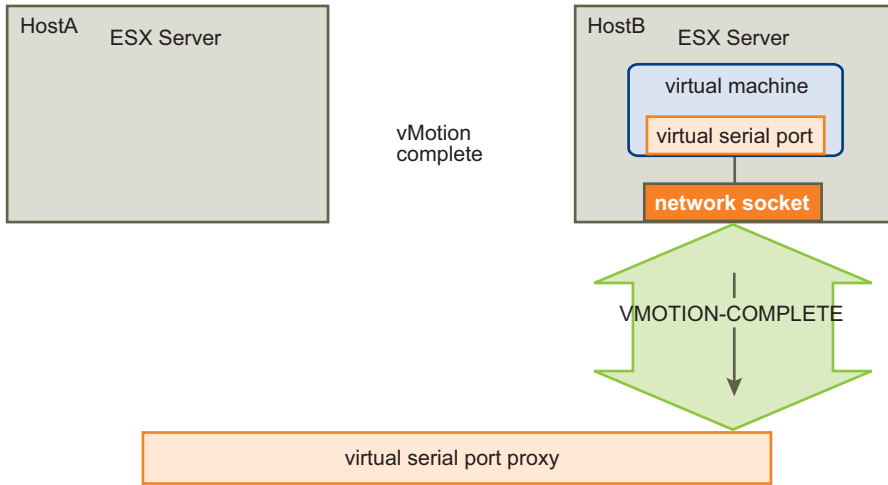 HostA
ESX Server
HostB
ESX Server
virtual machine
virtual serial port
vMotion
complete
network socket
VMOTION-COMPLETE
virtual serial port proxy